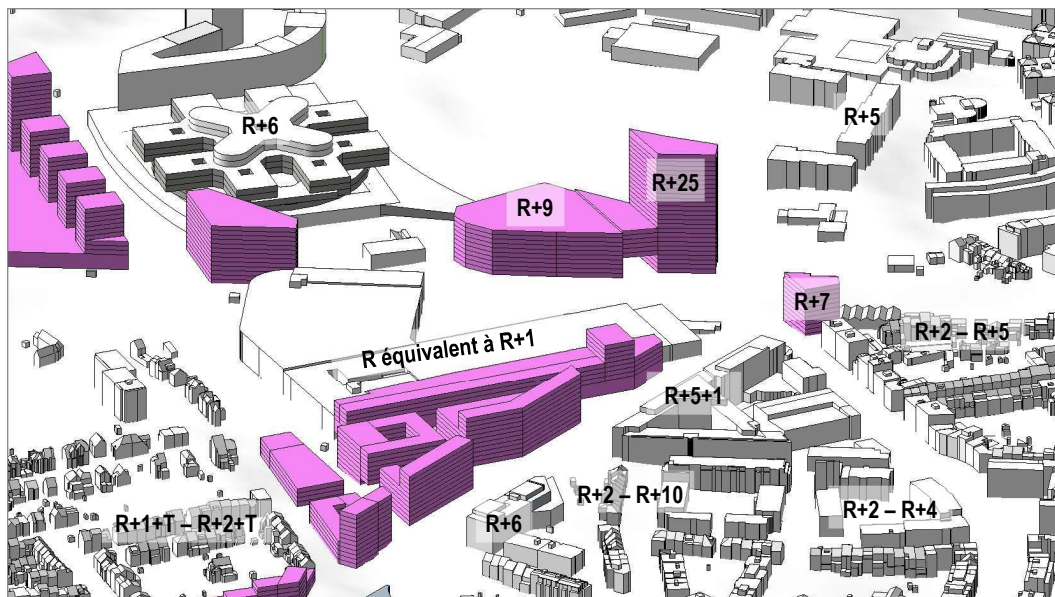 R+6
R+5
R+25
R+9
R+7
R+2 – R+5
R équivalent à R+1
R+5+1
R+2 – R+10
R+2 – R+4
R+6
R+1+T – R+2+T